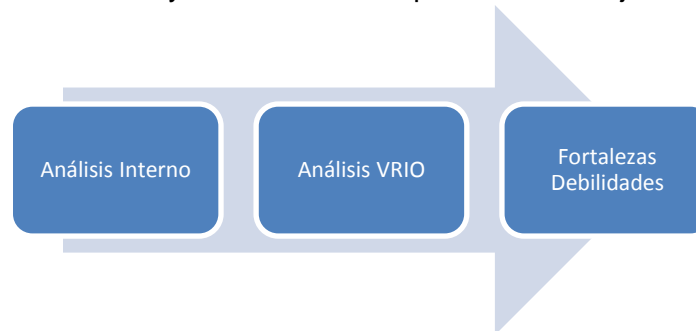 Análisis Interno
Análisis VRIO
Fortalezas
Debilidades